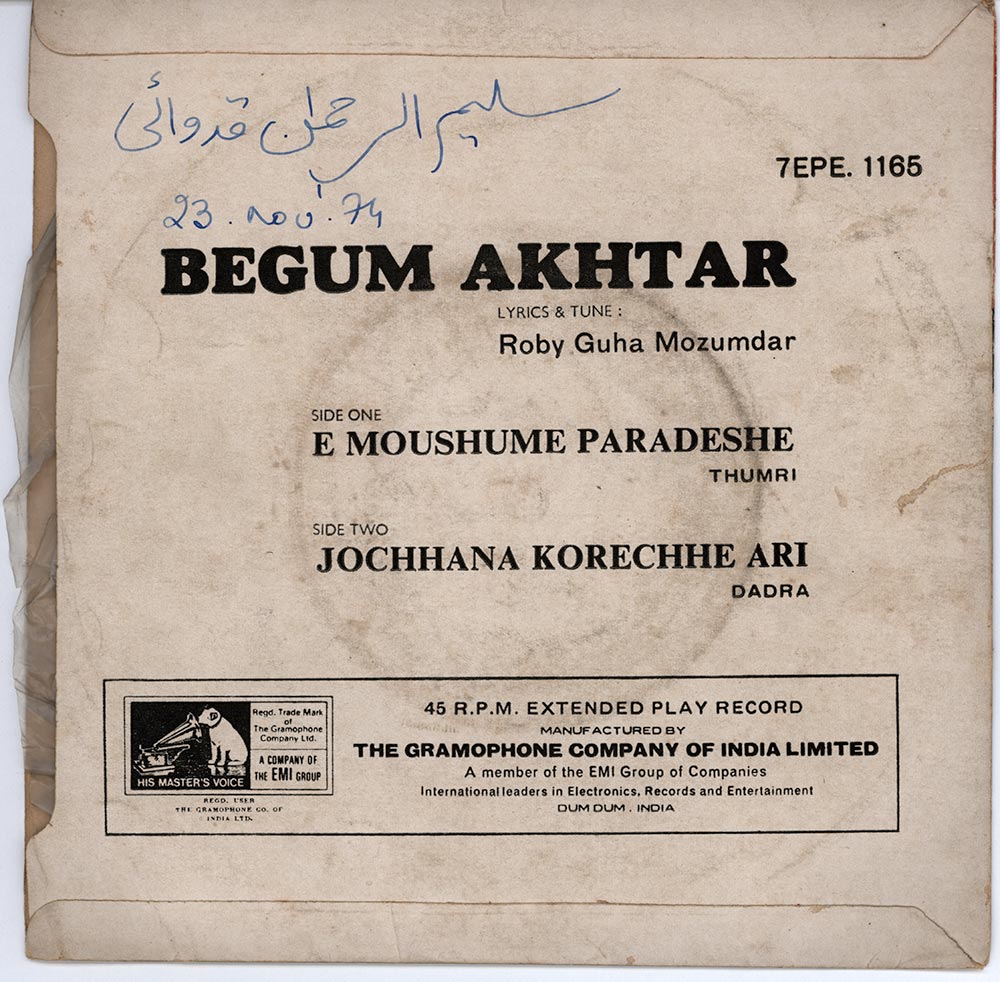 سلیم الرحمان قدوائی
23. Nov. 74
7EPE. 1165
BEGUM AKHTAR
LYRICS & TUNE :
Roby Guha Mozumdar
SIDE ONE
E MOUSHUME PARADESHE
THUMRI
SIDE TWO
JOCHHANA KORECHHE ARI
DADRA
HIS MASTER'S VOICE
Regd. Trade Mark
of
The Gramophone
Company Ltd.
A COMPANY OF
THE EMI GROUP
REGD. USER
THE GRAMOPHONE CO. OF
INDIA LTD.
45 R.P.M. EXTENDED PLAY RECORD
MANUFACTURED BY
THE GRAMOPHONE COMPANY OF INDIA LIMITED
A member of the EMI Group of Companies
International leaders in Electronics, Records and Entertainment
DUM DUM . INDIA